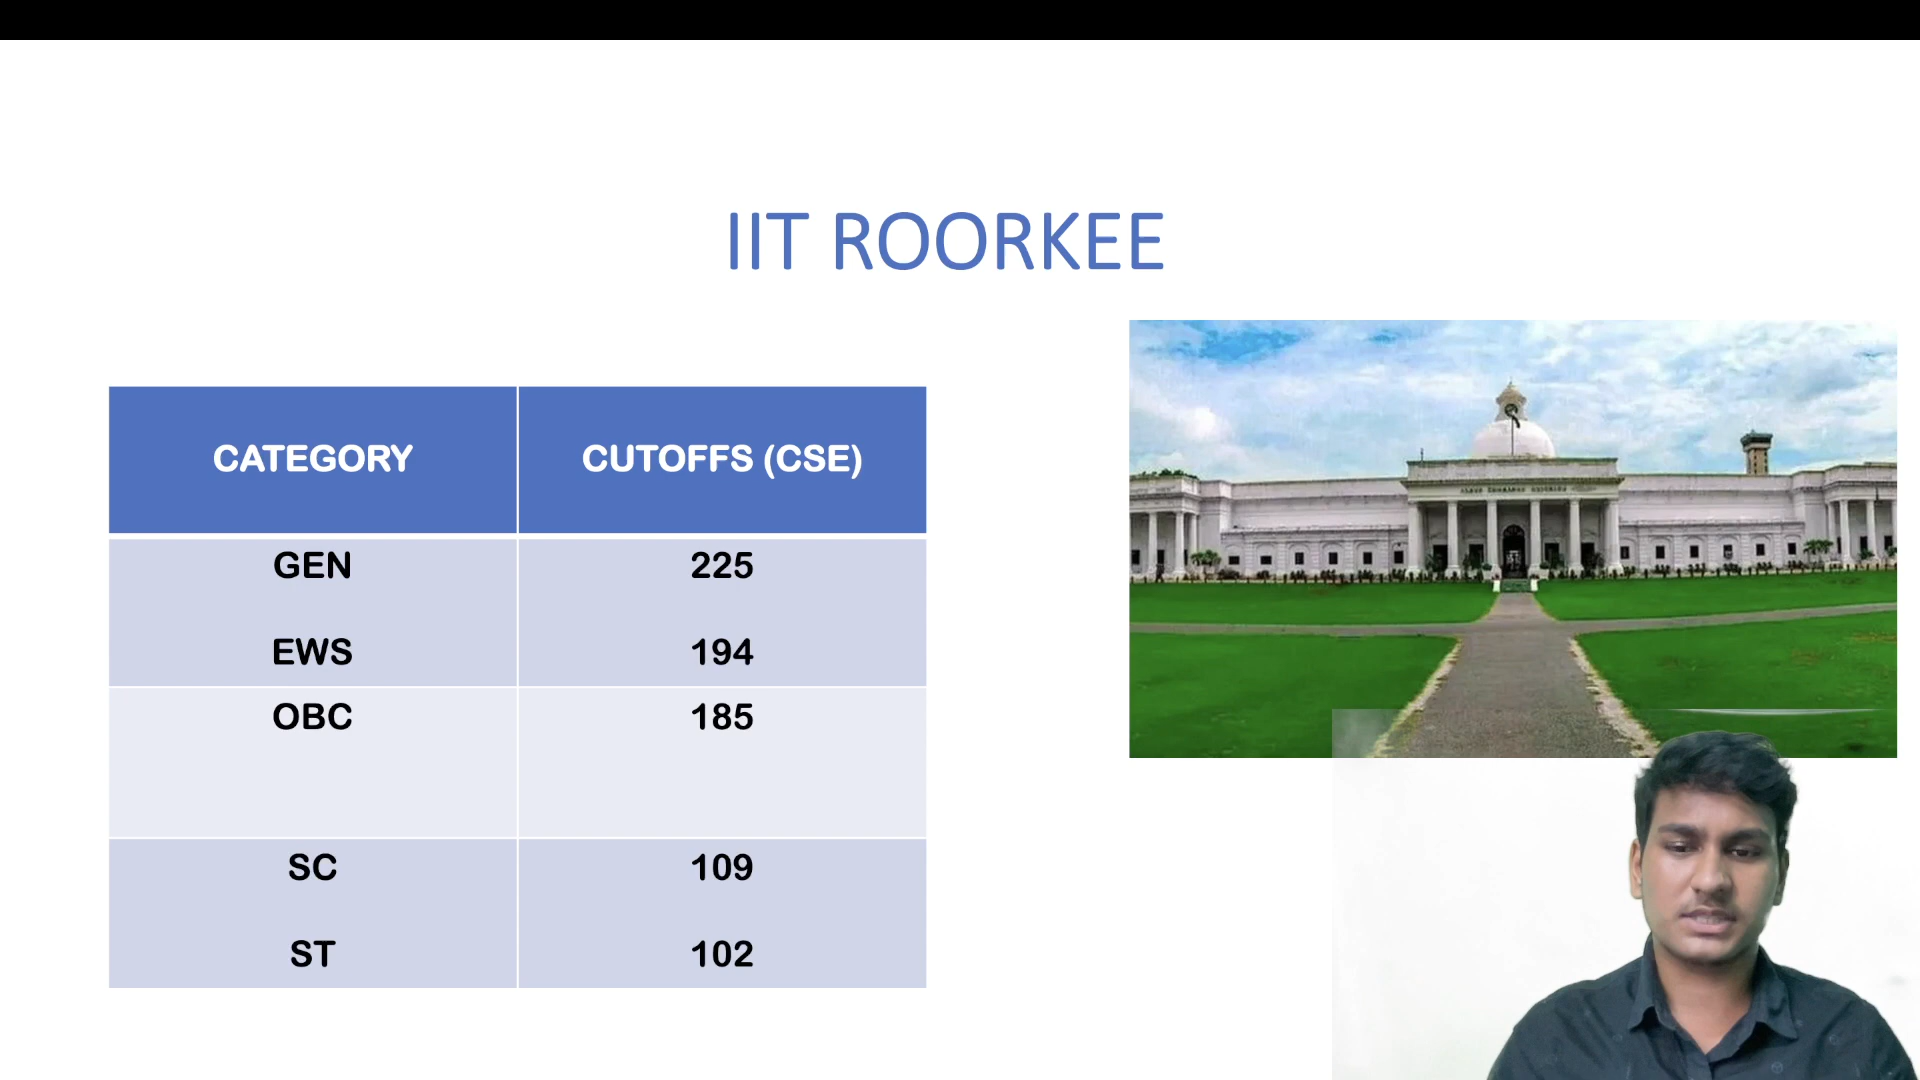 IIT ROORKEE
CATEGORY CUTOFFS (CSE)
GEN 225
EWS 194
OBC 185
SC 109
ST 102